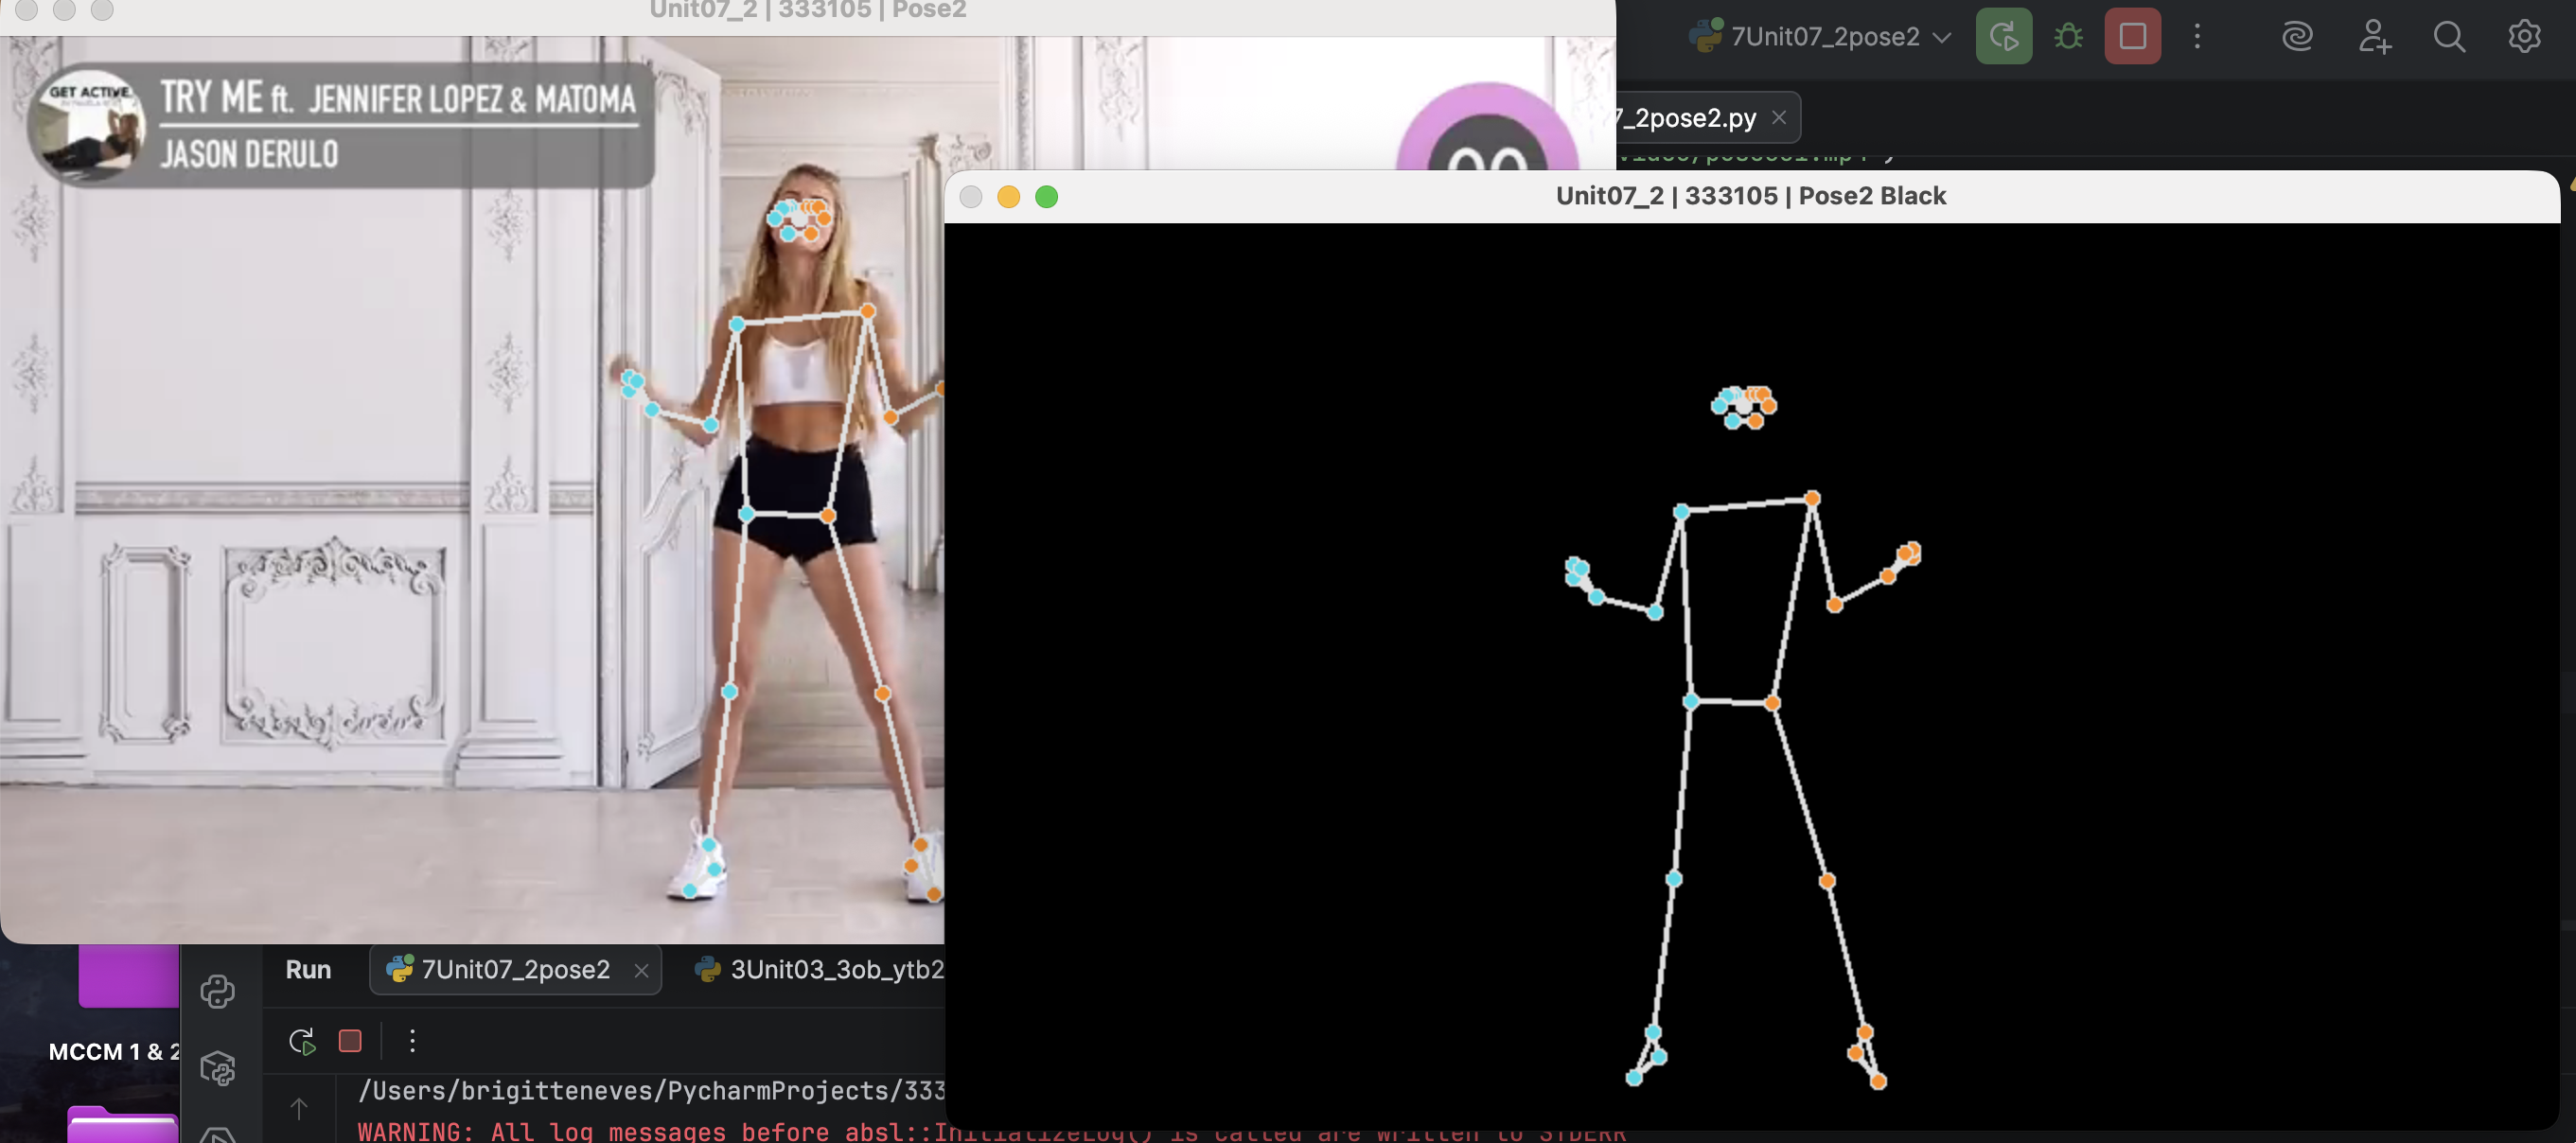 Unit07_2 | 333105 | Pose2
7Unit07_2pose2
GET ACTIVE
TRY ME ft. JENNIFER LOPEZ & MATOMA
JASON DERULO
7_2pose2.py
Unit07_2 | 333105 | Pose2 Black
Run
7Unit07_2pose2
3Unit03_3ob_ytb2
MCCM 1 & 2
/Users/brigitteneves/PycharmProjects/333
WARNING: All log messages before absl::InitializeLog() is called are written to STDERR